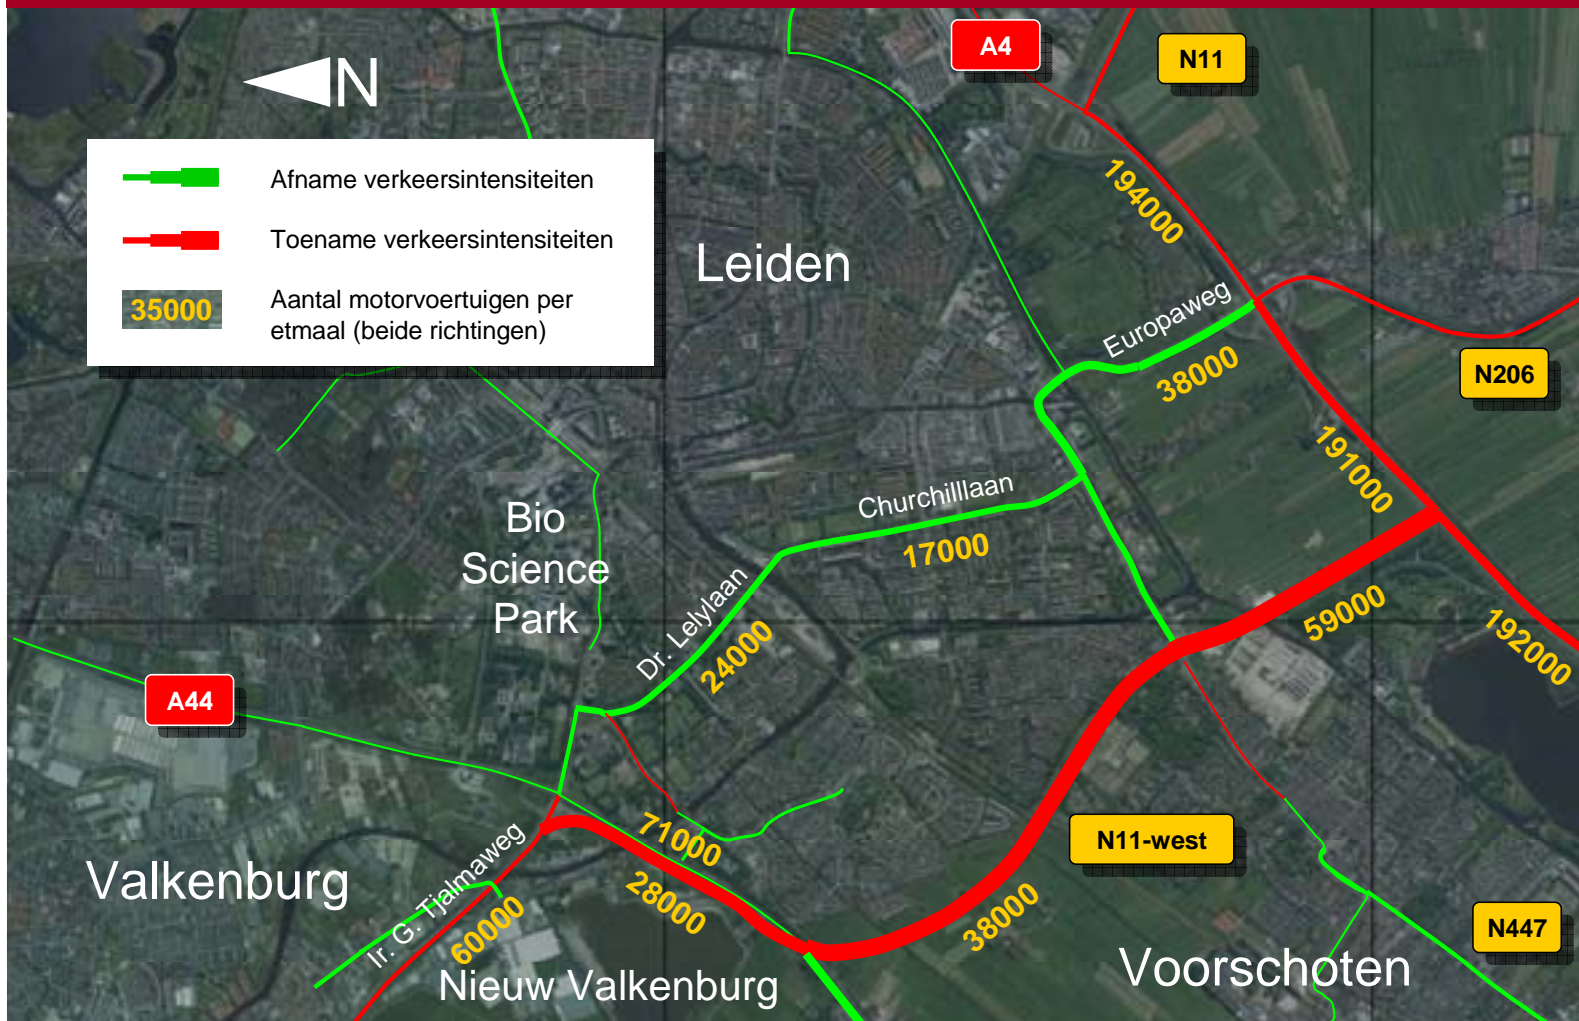 A4
N11
N
Afname verkeersintensiteiten
Toename verkeersintensiteiten
35000
Aantal motorvoertuigen per
etmaal (beide richtingen)
194000
Leiden
Europaweg
38000
N206
191000
Churchilllaan
17000
Bio
Science
Park
Dr. Lelylaan
24000
59000
192000
A44
71000
28000
N11-west
Valkenburg
Ir. G. Tjalmaweg
60000
38000
N447
Nieuw Valkenburg
Voorschoten